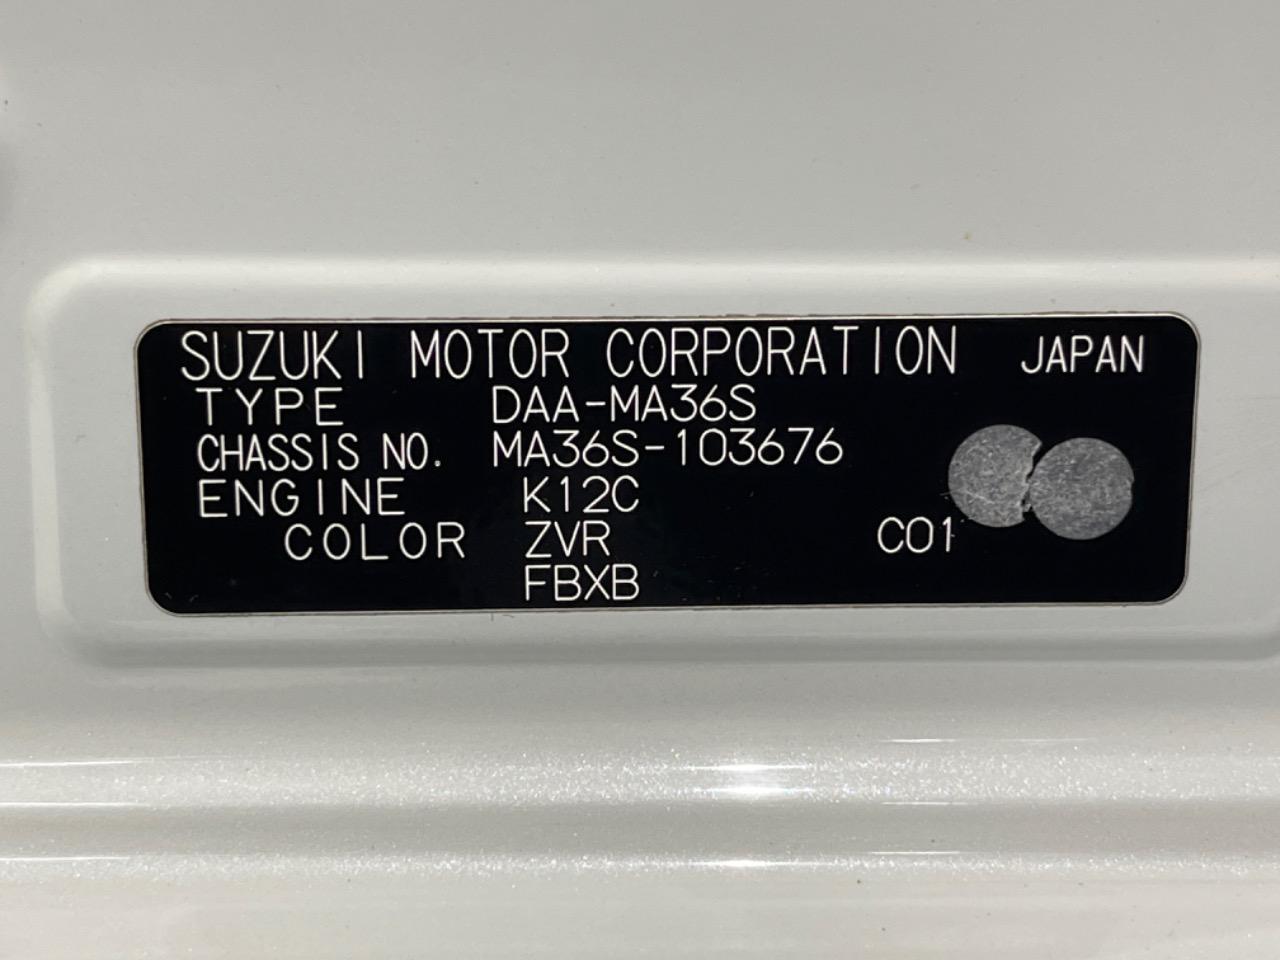 SUZUKI MOTOR CORPORATION JAPAN
TYPE DAA-MA36S
CHASSIS NO. MA36S-103676
ENGINE K12C
COLOR ZVR C01
FBXB